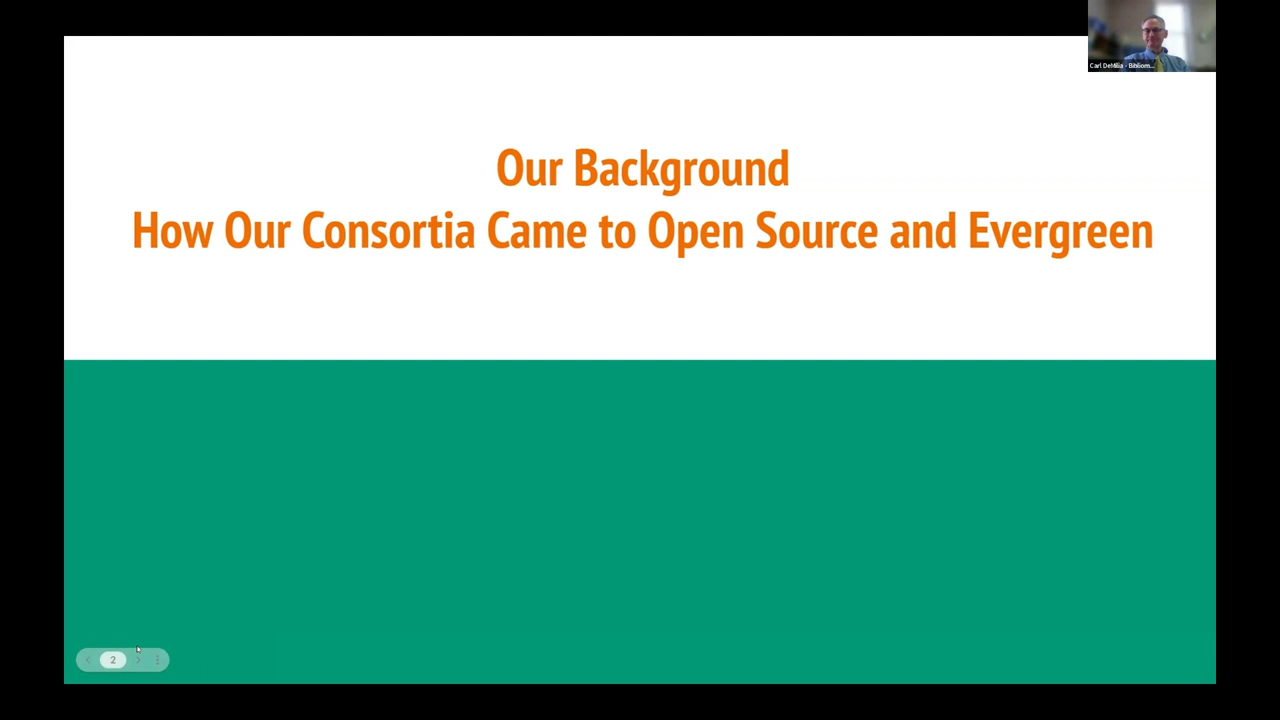 Carl DeMilia - Bibliom...
Our Background
How Our Consortia Came to Open Source and Evergreen
2